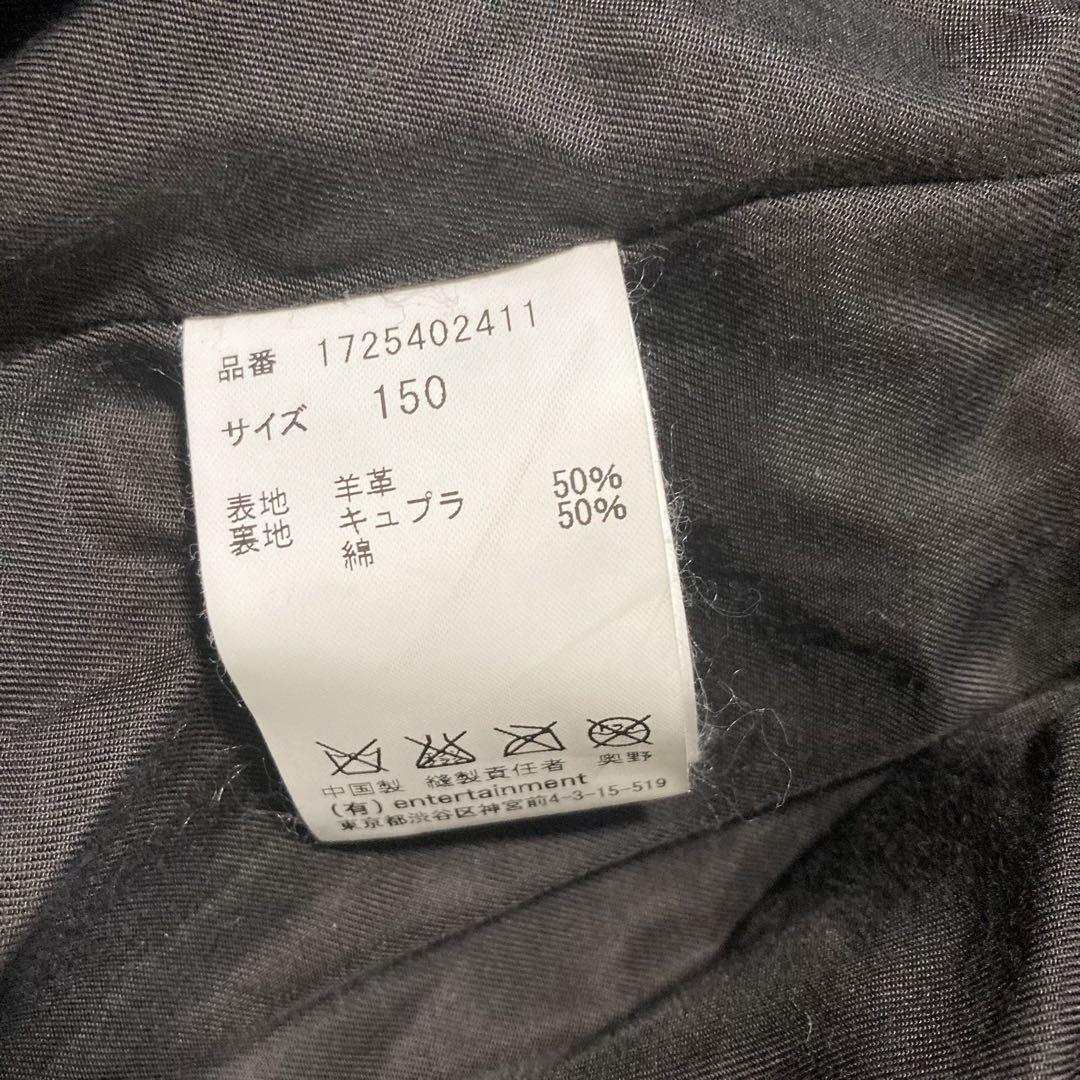 品番 1725402411
サイズ 150
表地 羊革 50%
裏地 キュプラ 50%
綿
中国製 縫製責任者 奥野
(有) entertainment
東京都渋谷区神宮前4-3-15-519